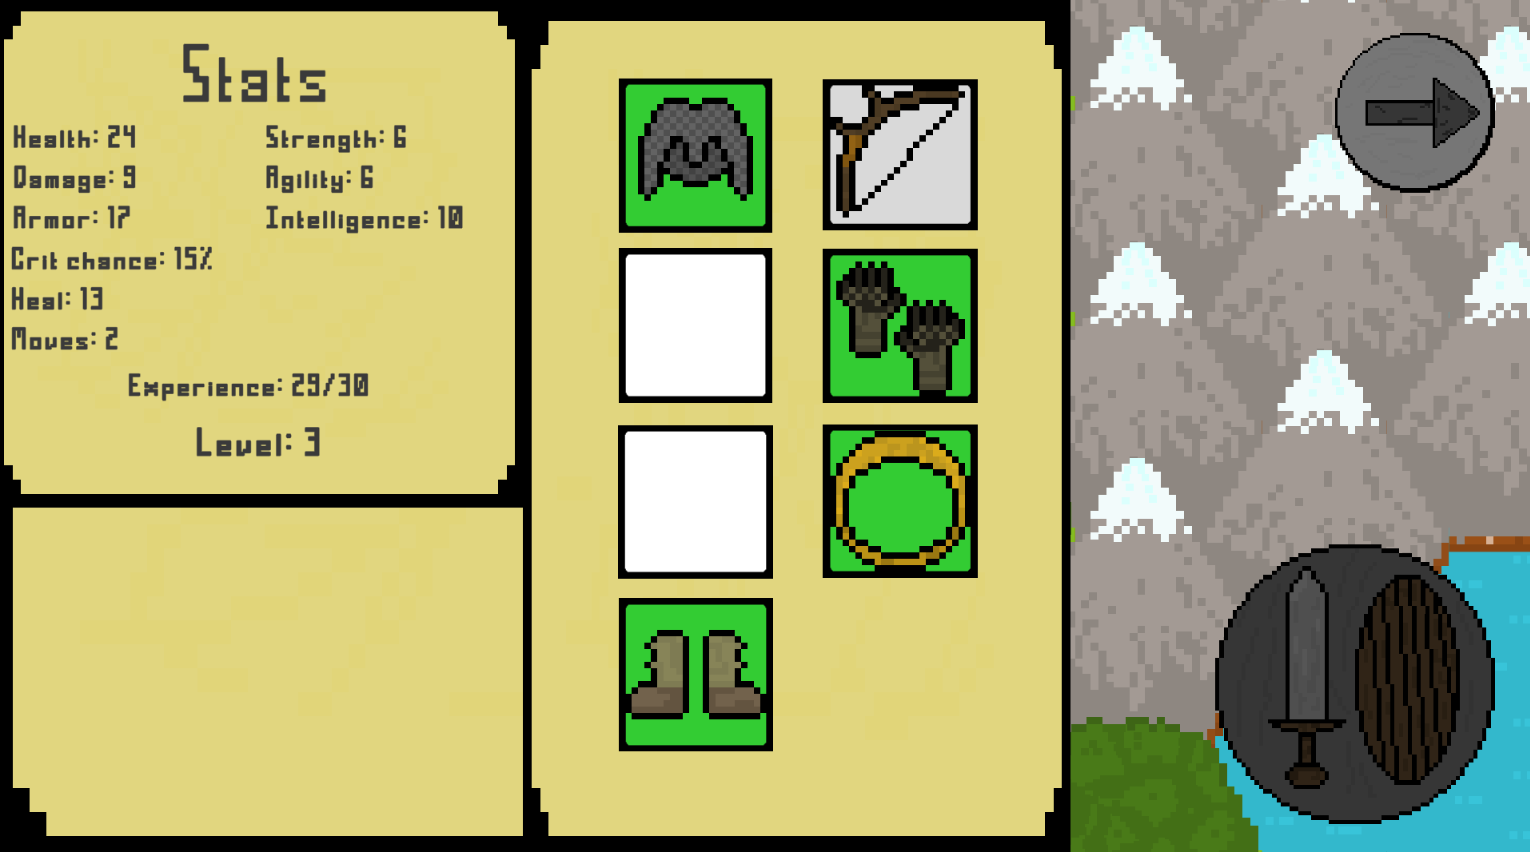 Stats
Health: 24 Strength: 6
Damage: 9 Agility: 6
Armor: 17 Intelligence: 10
Crit chance: 15%
Heal: 13
Moves: 2
Experience: 29/30
Level: 3